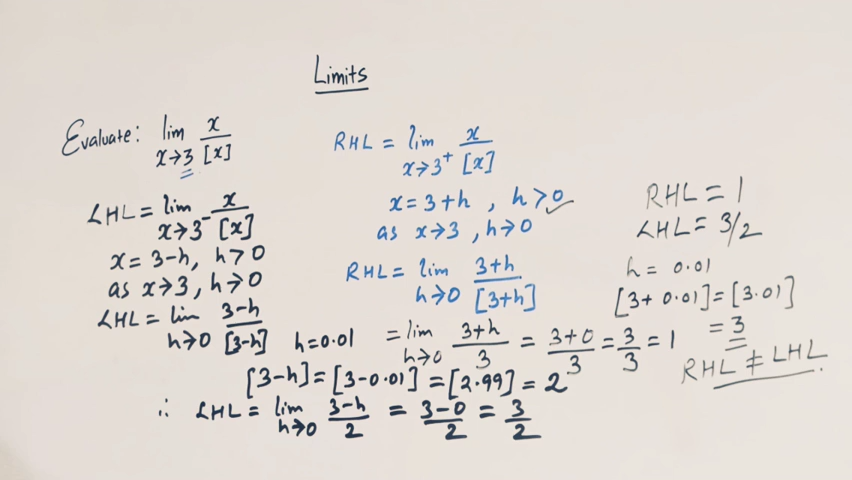 Limits
Evaluate: lim x→3 x/[x]
LHL = lim x→3⁻ x/[x]
x = 3-h, h>0
as x→3, h→0
LHL = lim h→0 3-h/[3-h]
h=0.01
[3-h] = [3-0.01] = [2.99] = 2
∴ LHL = lim h→0 3-h/2 = 3-0/2 = 3/2
RHL = lim x→3⁺ x/[x]
x = 3+h, h>0 ✓
as x→3, h→0
RHL = lim h→0 3+h/[3+h]
= lim h→0 3+h/3 = 3+0/3 = 3/3 = 1
RHL = 1
LHL = 3/2
h = 0.01
[3+0.01] = [3.01]
= 3
RHL ≠ LHL.